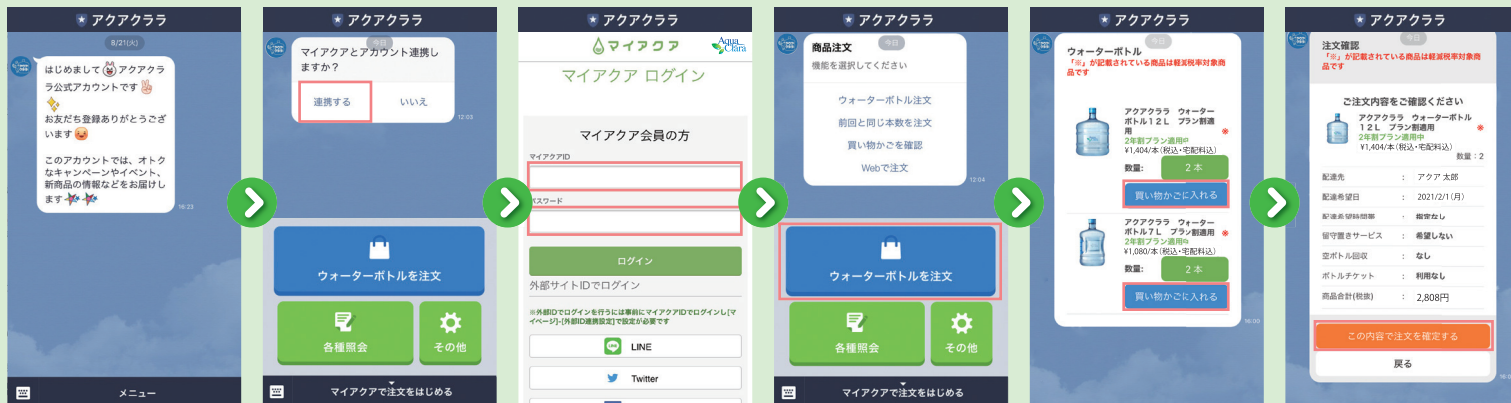 アクアクララ
8/21(火)
はじめまして アクアクラ
ラ公式アカウントです
お友だち登録ありがとうござ
います
このアカウントでは、オトク
なキャンペーンやイベント、
新商品の情報などをお届けし
ます
16:23
メニュー
アクアクララ
今日
マイアクアとアカウント連携し
ますか？
連携する
いいえ
12:03
ウォーターボトルを注文
各種照会
その他
マイアクアで注文をはじめる
アクアクララ
マイアクア
Aqua Clara
マイアクア ログイン
マイアクア会員の方
マイアクアID
パスワード
ログイン
外部サイトIDでログイン
※外部IDでログインを行うには事前にマイアクアIDでログインし[マ
イページ]-[外部ID連携設定]で設定が必要です
LINE
Twitter
アクアクララ
今日
商品注文
機能を選択してください
ウォーターボトル注文
前回と同じ本数を注文
買い物かごを確認
Webで注文
12:04
ウォーターボトルを注文
各種照会
その他
マイアクアで注文をはじめる
アクアクララ
今日
ウォーターボトル
「※」が記載されている商品は軽減税率対象商
品です
アクアクララ ウォーター
ボトル12L プラン割適
用
※
2年割プラン適用中
¥1,404/本(税込・宅配料込)
数量:
2 本
買い物かごに入れる
アクアクララ ウォーター
ボトル7L プラン割適用
※
2年割プラン適用中
¥1,080/本(税込・宅配料込)
数量:
2 本
買い物かごに入れる
16:00
アクアクララ
今日
注文確認
「※」が記載されている商品は軽減税率対象商
品です
ご注文内容をご確認ください
アクアクララ ウォーターボトル
12L プラン割適用
※
2年割プラン適用中
¥1,404/本(税込・宅配料込)
数量：2
配達先 : アクア 太郎
配達希望日 : 2021/2/1(月)
配達希望時間帯 : 指定なし
留守置きサービス : 希望しない
空ボトル回収 : なし
ボトルチケット : 利用なし
商品合計(税抜) : 2,808円
この内容で注文を確定する
戻る